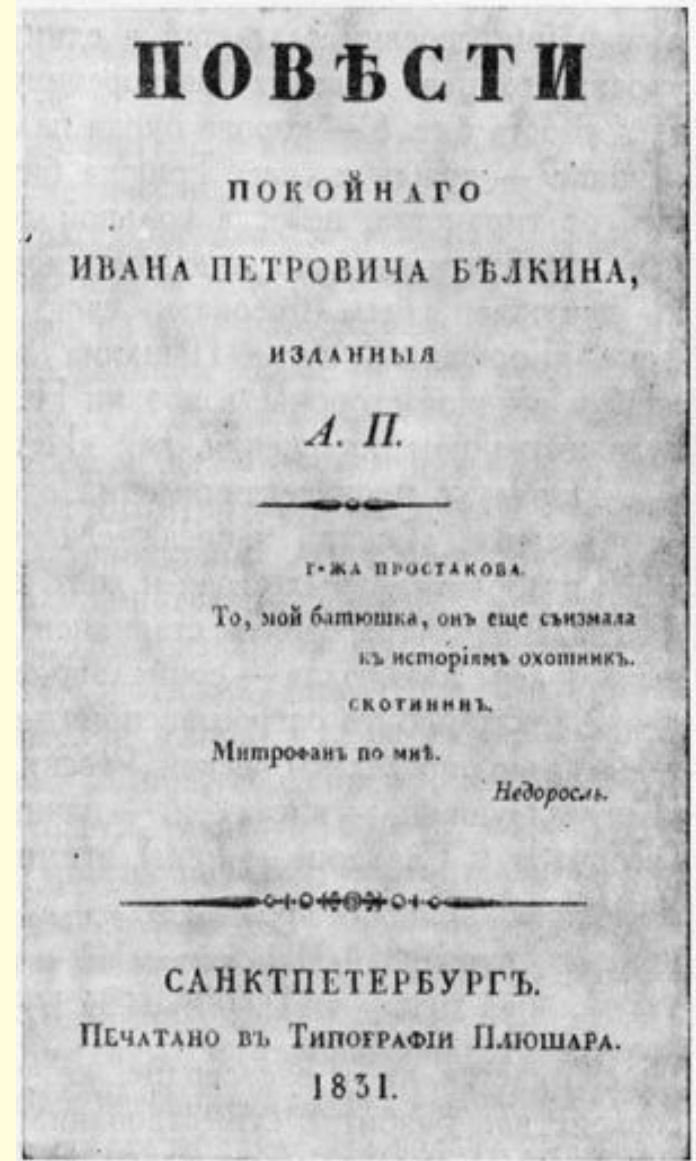 ПОВѢСТИ
ПОКОЙНАГО
ИВАНА ПЕТРОВИЧА БѢЛКИНА,
ИЗДАННЫЯ
А. П.
Г-ЖА ПРОСТАКОВА.
То, мой батюшка, онъ еще съизмала
къ исторіямъ охотникъ.
СКОТИНИНЪ.
Митрофанъ по мнѣ.
Недоросль.
САНКТПЕТЕРБУРГЪ.
ПЕЧАТАНО ВЪ ТИПОГРАФІИ ПЛЮШАРА.
1831.